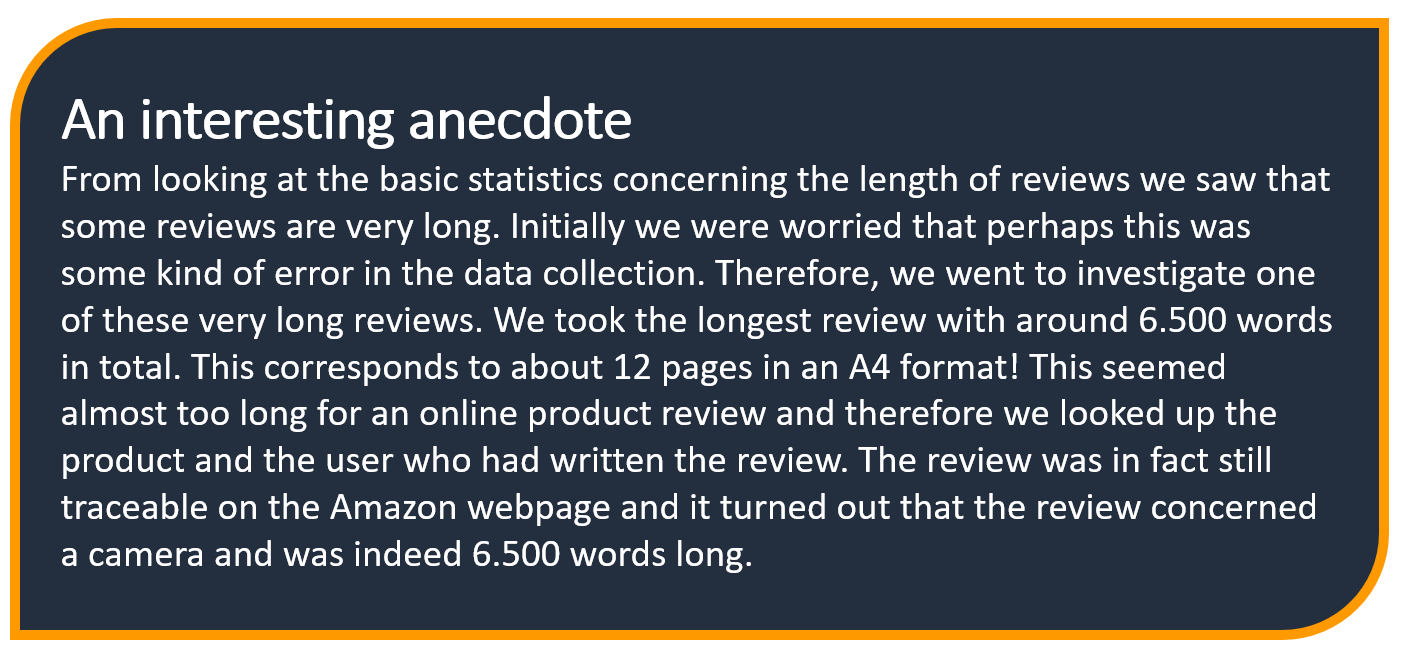 An interesting anecdote
From looking at the basic statistics concerning the length of reviews we saw that
some reviews are very long. Initially we were worried that perhaps this was
some kind of error in the data collection. Therefore, we went to investigate one
of these very long reviews. We took the longest review with around 6.500 words
in total. This corresponds to about 12 pages in an A4 format! This seemed
almost too long for an online product review and therefore we looked up the
product and the user who had written the review. The review was in fact still
traceable on the Amazon webpage and it turned out that the review concerned
a camera and was indeed 6.500 words long.